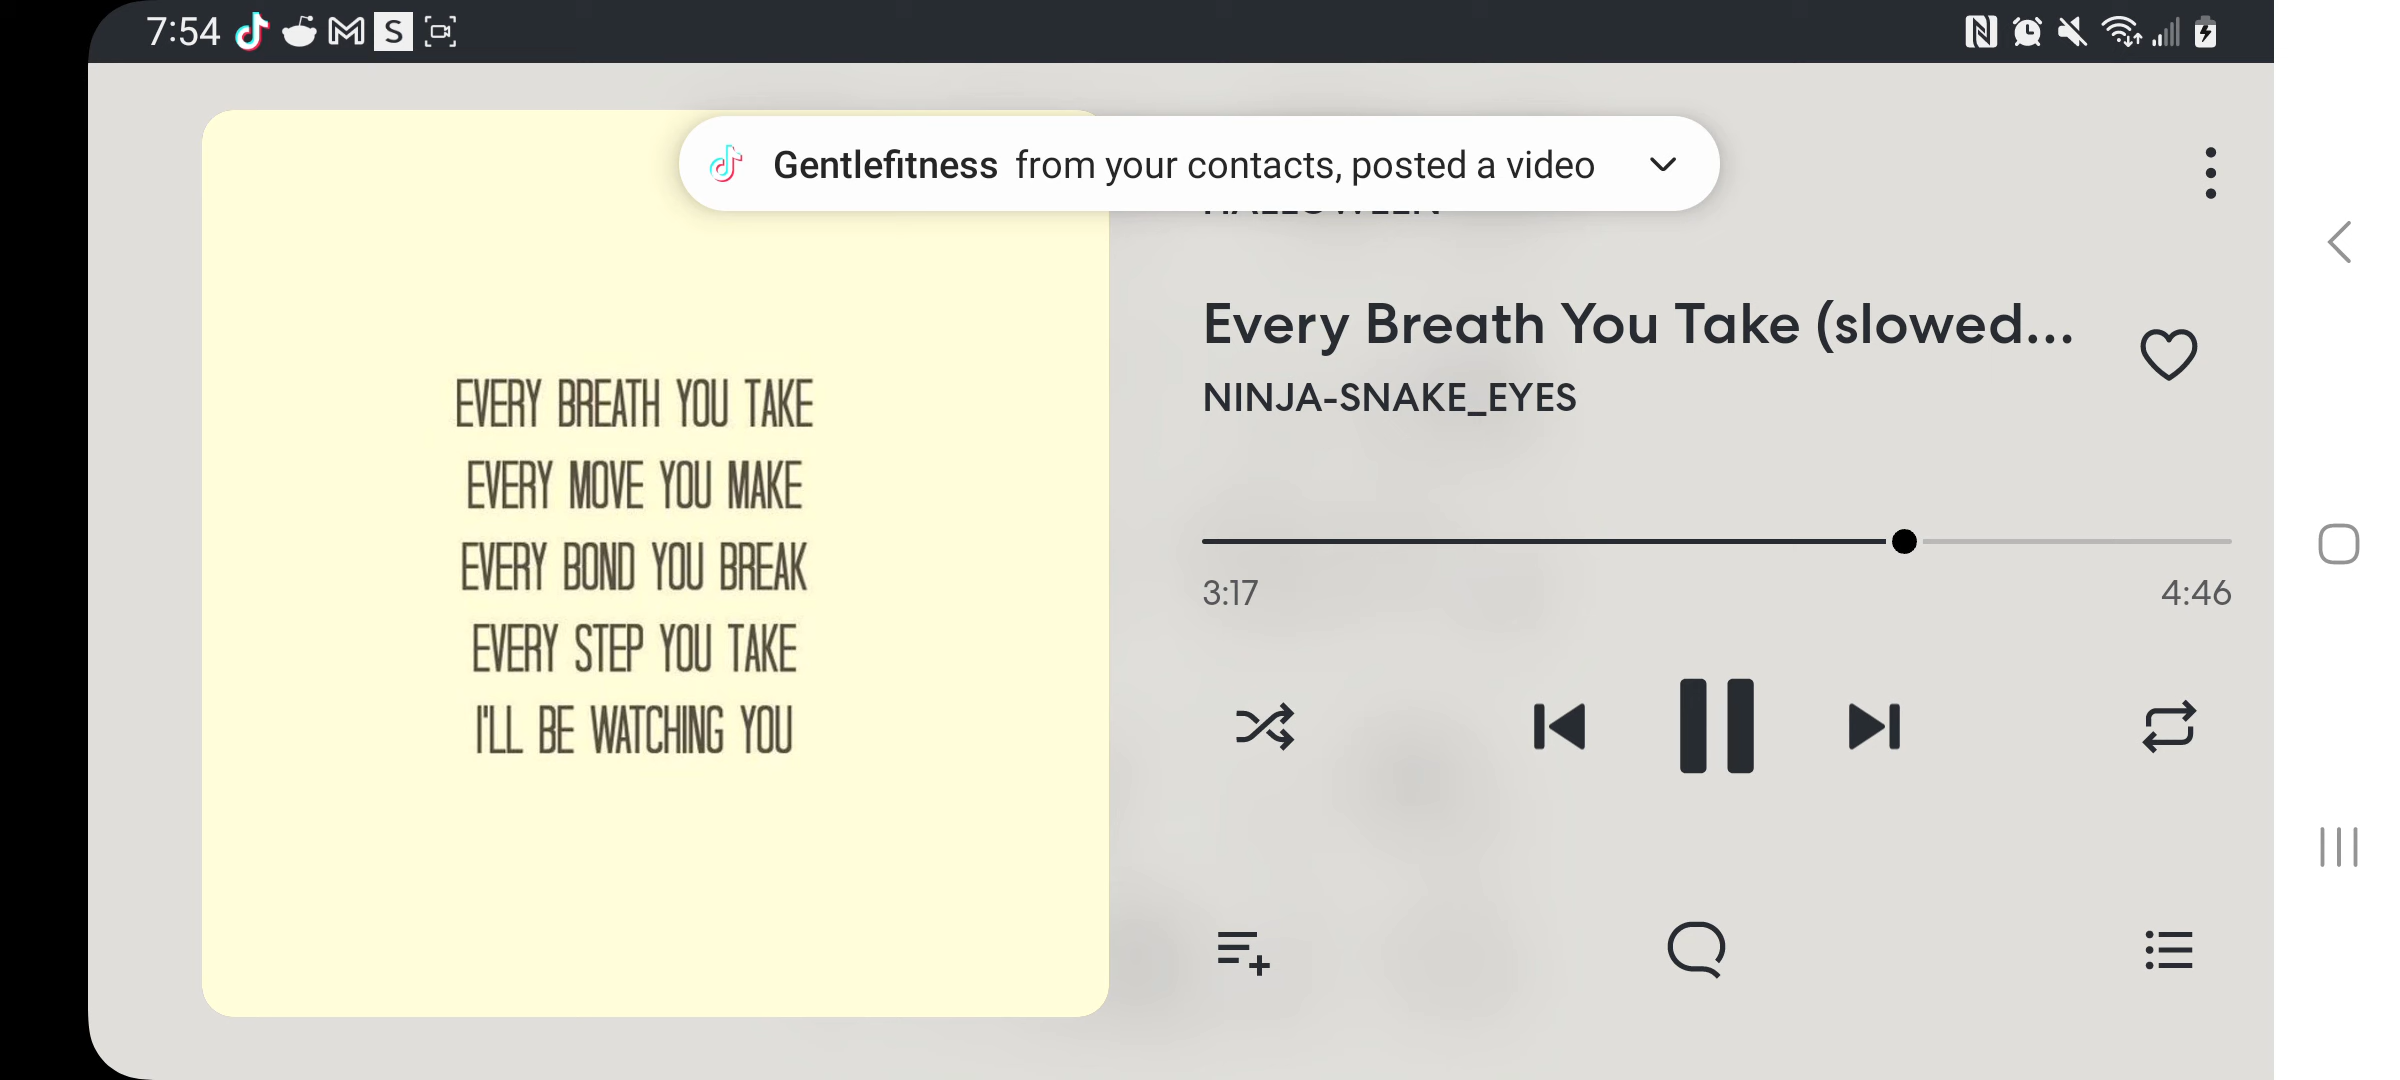 7:54
S
Gentlefitness from your contacts, posted a video
HALLOWEEN
Every Breath You Take (slowed...
NINJA-SNAKE_EYES
3:17
4:46
EVERY BREATH YOU TAKE
EVERY MOVE YOU MAKE
EVERY BOND YOU BREAK
EVERY STEP YOU TAKE
I'LL BE WATCHING YOU